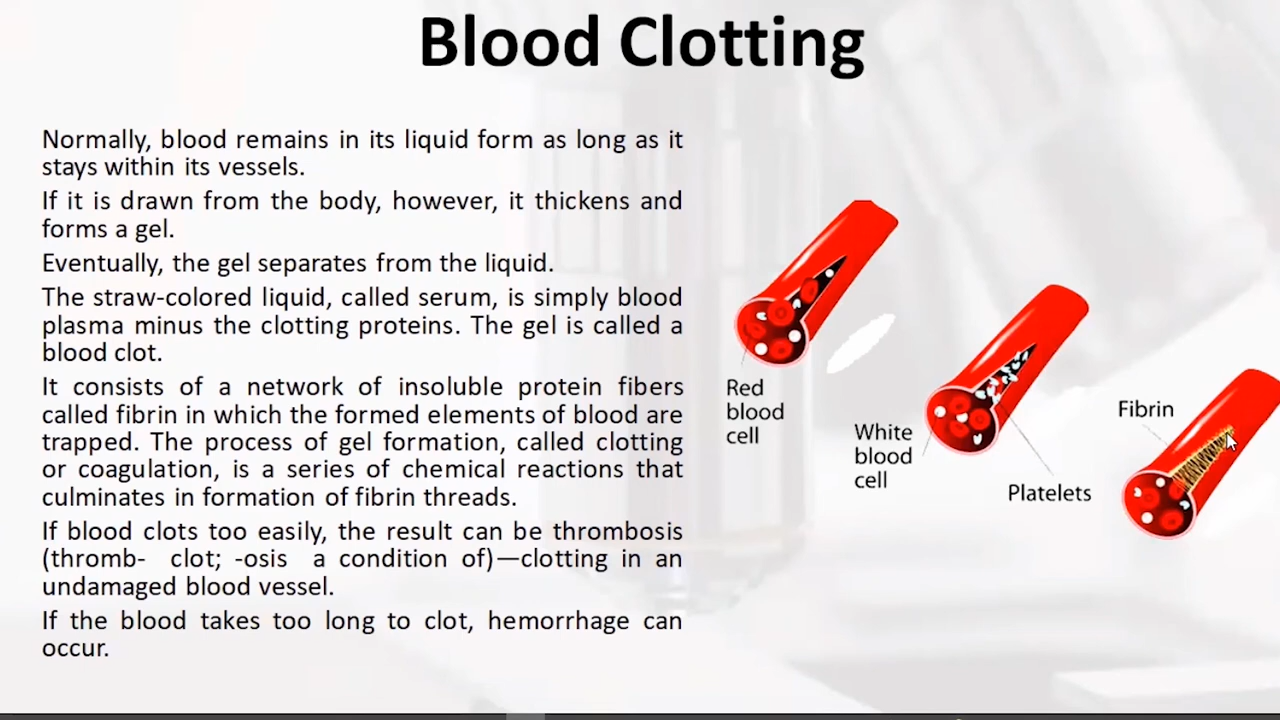 Blood Clotting
Normally, blood remains in its liquid form as long as it
stays within its vessels.
If it is drawn from the body, however, it thickens and
forms a gel.
Eventually, the gel separates from the liquid.
The straw-colored liquid, called serum, is simply blood
plasma minus the clotting proteins. The gel is called a
blood clot.
It consists of a network of insoluble protein fibers
called fibrin in which the formed elements of blood are
trapped. The process of gel formation, called clotting
or coagulation, is a series of chemical reactions that
culminates in formation of fibrin threads.
If blood clots too easily, the result can be thrombosis
(thromb- clot; -osis a condition of)—clotting in an
undamaged blood vessel.
If the blood takes too long to clot, hemorrhage can
occur.
Red
blood
cell
White
blood
cell
Platelets
Fibrin